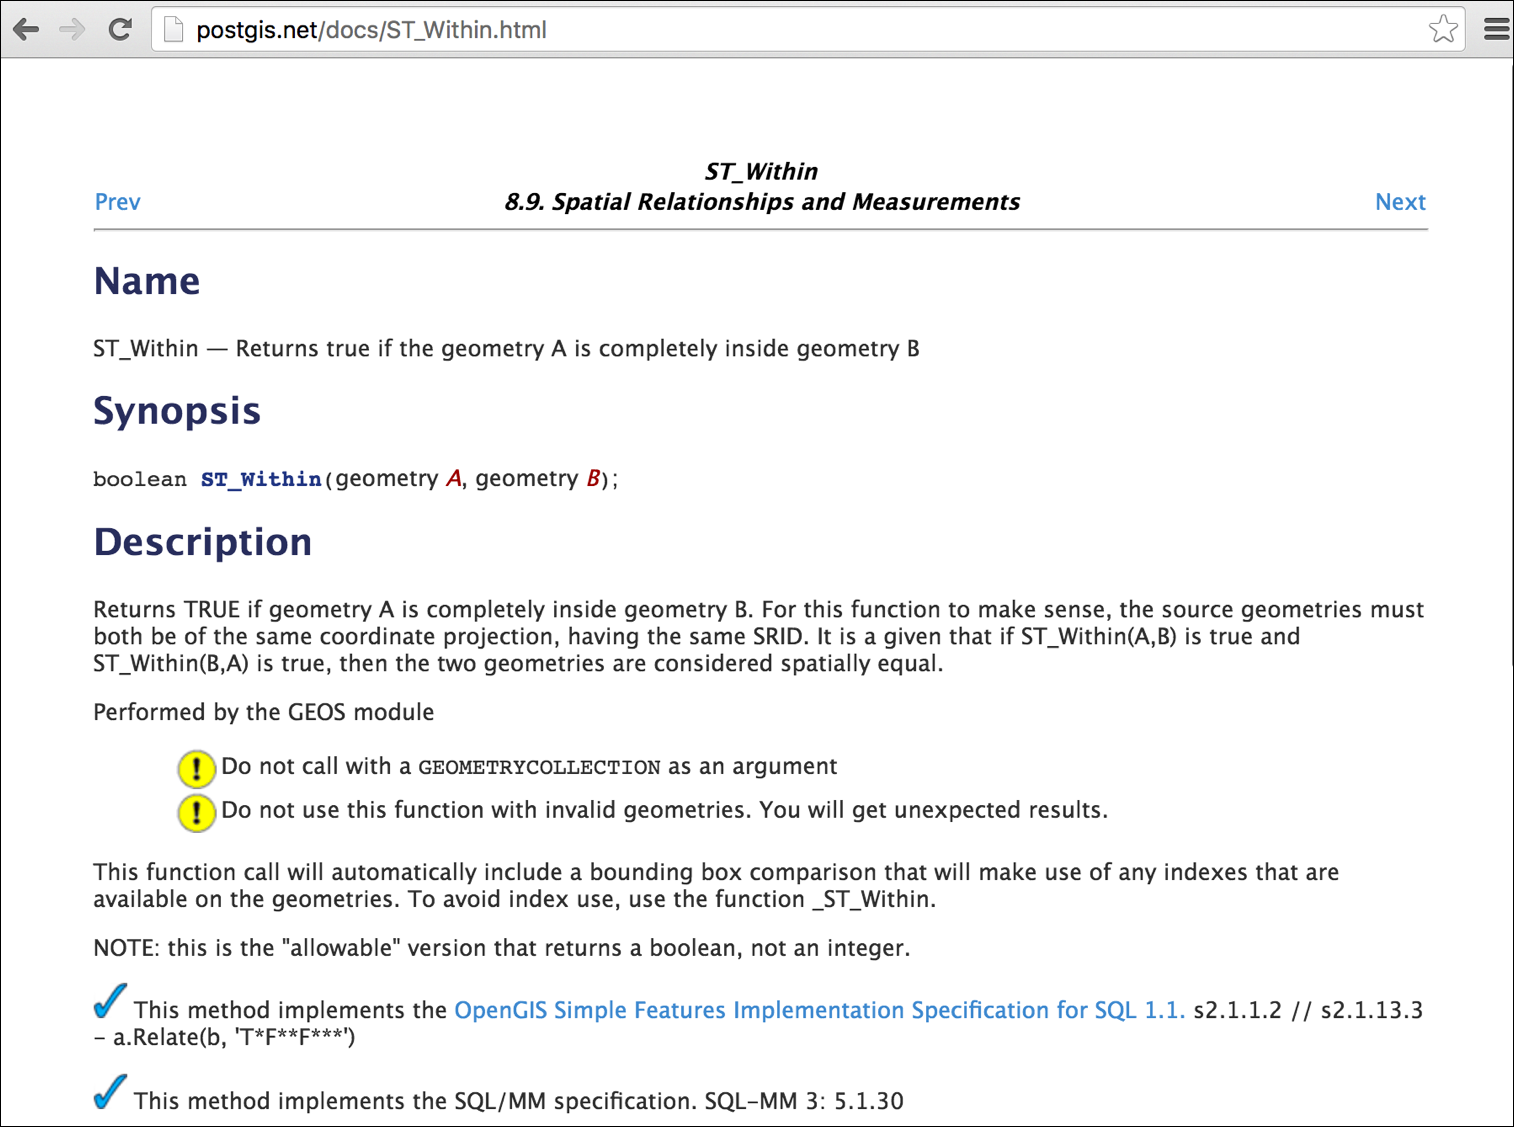 postgis.net/docs/ST_Within.html
ST_Within
Prev 8.9. Spatial Relationships and Measurements Next
Name
ST_Within — Returns true if the geometry A is completely inside geometry B
Synopsis
boolean ST_Within(geometry A, geometry B);
Description
Returns TRUE if geometry A is completely inside geometry B. For this function to make sense, the source geometries must
both be of the same coordinate projection, having the same SRID. It is a given that if ST_Within(A,B) is true and
ST_Within(B,A) is true, then the two geometries are considered spatially equal.
Performed by the GEOS module
! Do not call with a GEOMETRYCOLLECTION as an argument
! Do not use this function with invalid geometries. You will get unexpected results.
This function call will automatically include a bounding box comparison that will make use of any indexes that are
available on the geometries. To avoid index use, use the function _ST_Within.
NOTE: this is the "allowable" version that returns a boolean, not an integer.
This method implements the OpenGIS Simple Features Implementation Specification for SQL 1.1. s2.1.1.2 // s2.1.13.3
- a.Relate(b, 'T*F**F***')
This method implements the SQL/MM specification. SQL-MM 3: 5.1.30